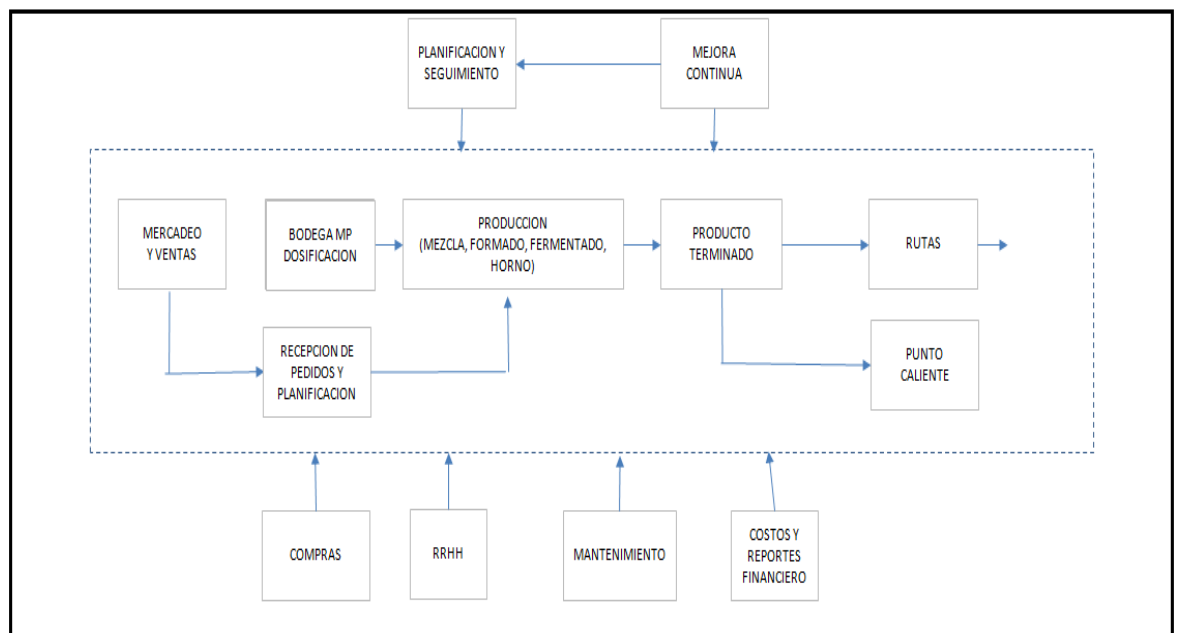 PLANIFICACION Y
SEGUIMIENTO
MEJORA
CONTINUA
MERCADEO
Y VENTAS
BODEGA MP
DOSIFICACION
PRODUCCION
(MEZCLA, FORMADO, FERMENTADO,
HORNO)
PRODUCTO
TERMINADO
RUTAS
RECEPCION DE
PEDIDOS Y
PLANIFICACION
PUNTO
CALIENTE
COMPRAS
RRHH
MANTENIMIENTO
COSTOS Y
REPORTES
FINANCIERO